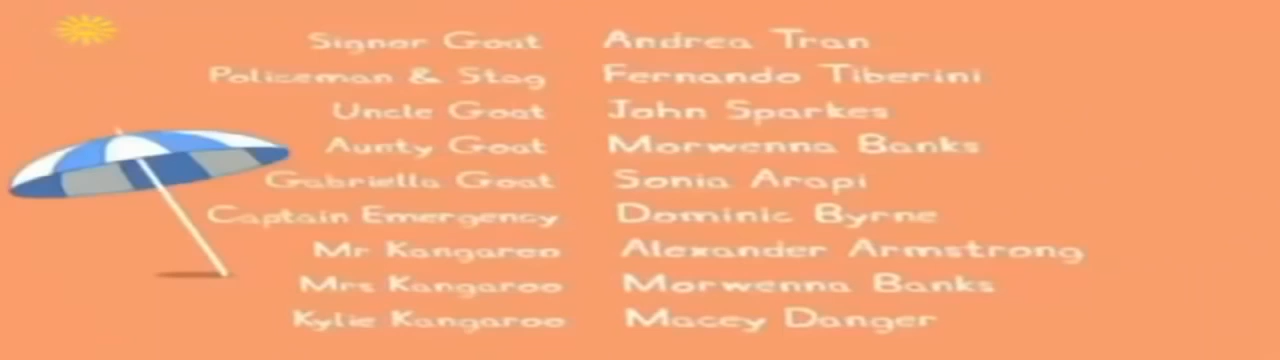 Signor Goat Andrea Tran
Policeman & Stag Fernando Tiberini
Uncle Goat John Sparkes
Aunty Goat Morwenna Banks
Gabriella Goat Sonia Arapi
Captain Emergency Dominic Byrne
Mr Kangaroo Alexander Armstrong
Mrs Kangaroo Morwenna Banks
Kylie Kangaroo Macey Danger